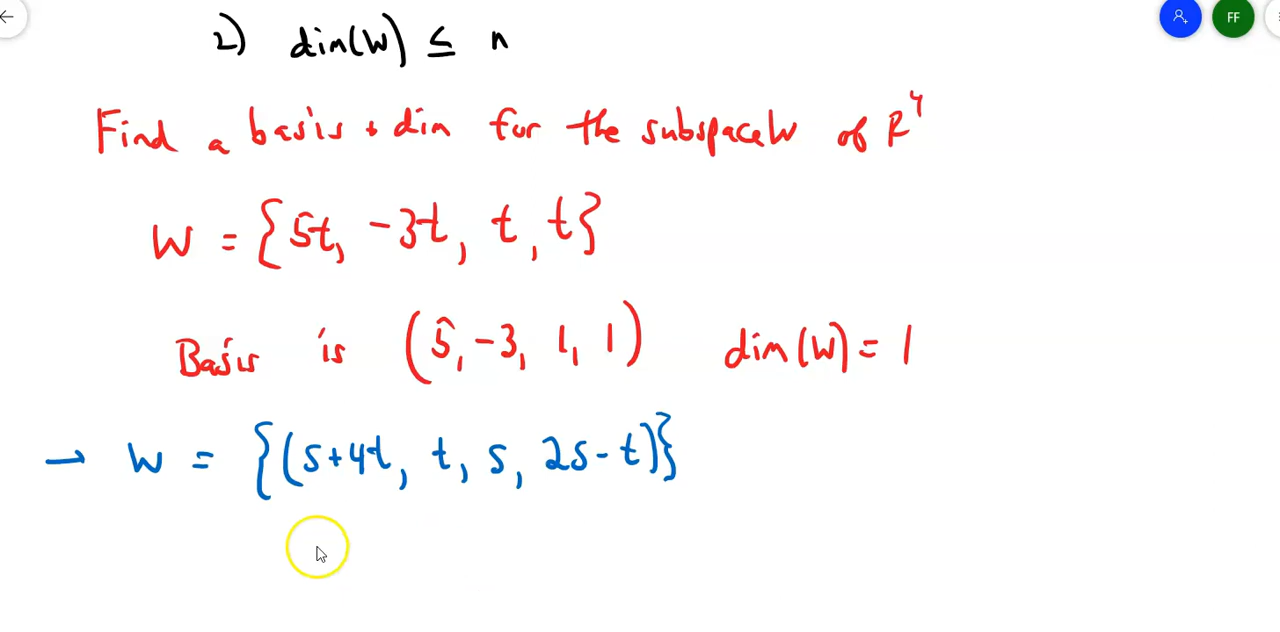 FF
2) dim(W) ≤ n
Find a basis + dim for the subspace W of R⁴
W = {5t, -3t, t, t}
Basis is (5, -3, 1, 1) dim(W) = 1
→ W = {(s+4t, t, s, 2s-t)}